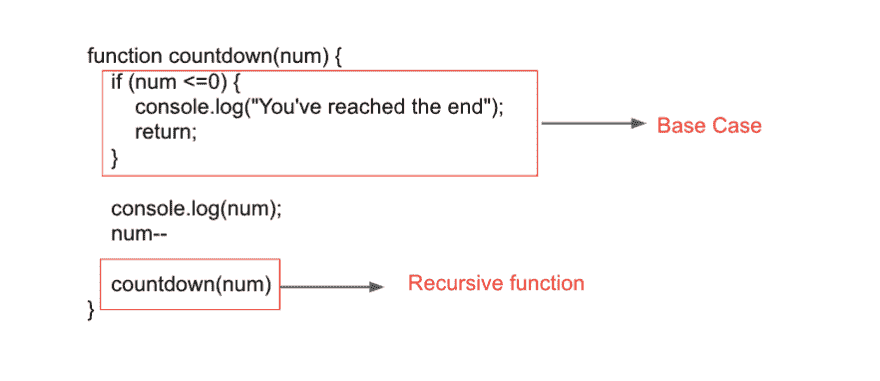 function countdown(num) {
if (num <=0) {
console.log("You've reached the end");
return;
}
Base Case
console.log(num);
num--
countdown(num)
Recursive function
}